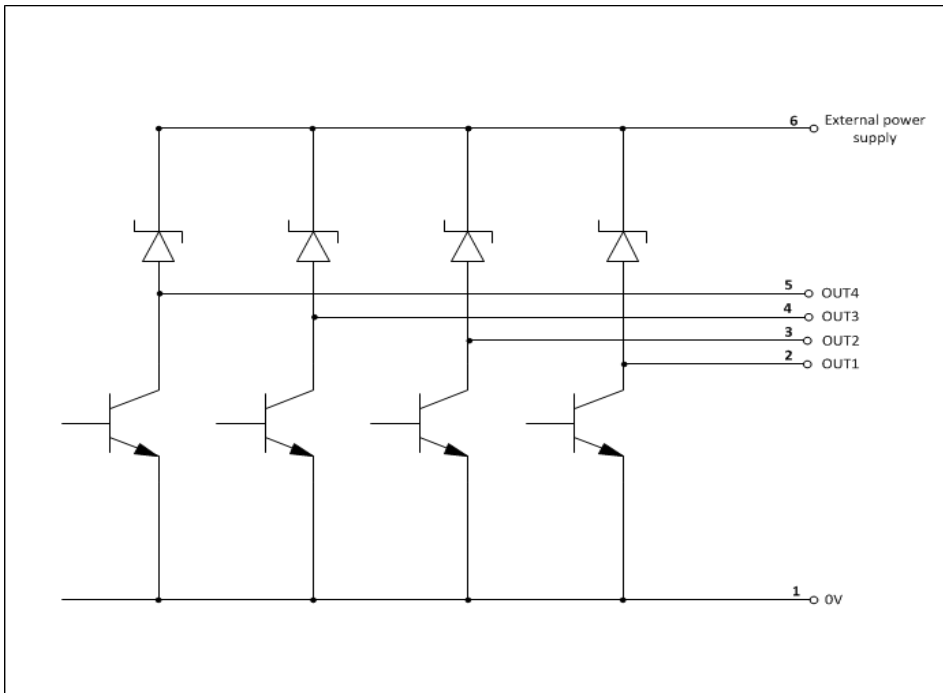 6 External power
supply
5 OUT4
4 OUT3
3 OUT2
2 OUT1
1 0V